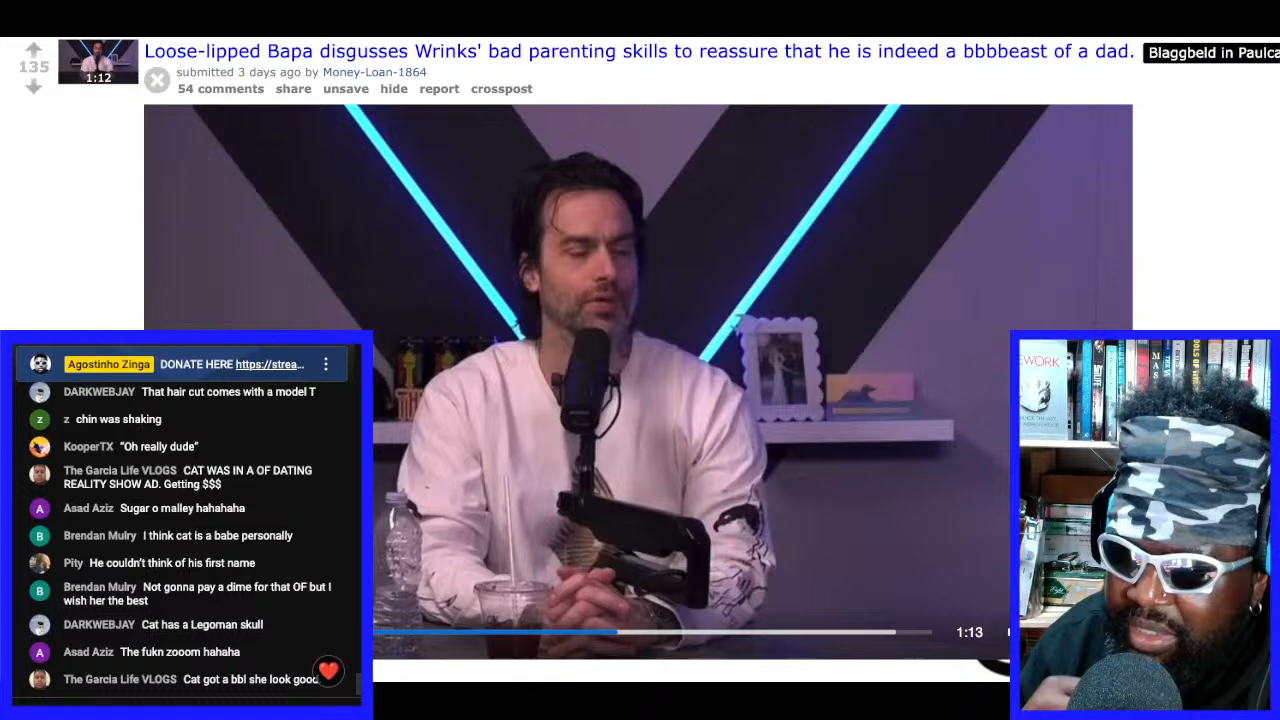 Loose-lipped Bapa disgusses Wrinks' bad parenting skills to reassure that he is indeed a bbbbeast of a dad.
Blaggbeld in Paulca
135
1:12
submitted 3 days ago by Money-Loan-1864
54 comments share unsave hide report crosspost
Agostinho Zinga DONATE HERE https://strea...
DARKWEBJAY That hair cut comes with a model T
z z chin was shaking
KooperTX “Oh really dude”
The Garcia Life VLOGS CAT WAS IN A OF DATING
REALITY SHOW AD. Getting $$$
A Asad Aziz Sugar o malley hahahaha
B Brendan Mulry I think cat is a babe personally
Pity He couldn’t think of his first name
B Brendan Mulry Not gonna pay a dime for that OF but I
wish her the best
DARKWEBJAY Cat has a Legoman skull
A Asad Aziz The fukn zooom hahaha
The Garcia Life VLOGS Cat got a bbl she look good
1:13